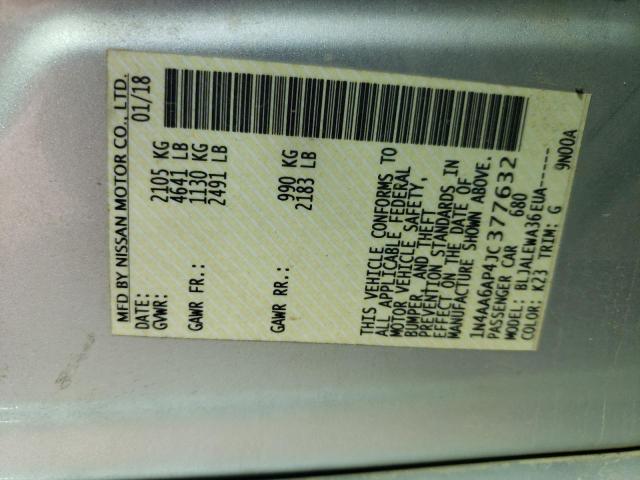 MFD BY NISSAN MOTOR CO., LTD.
DATE: 01/18
GVWR: 2105 KG
4641 LB
GAWR FR.: 1130 KG
2491 LB
GAWR RR.: 990 KG
2183 LB
THIS VEHICLE CONFORMS TO
ALL APPLICABLE FEDERAL
MOTOR VEHICLE SAFETY,
BUMPER, AND THEFT
PREVENTION STANDARDS IN
EFFECT ON THE DATE OF
MANUFACTURE SHOWN ABOVE.
1N4AA6AP4JC377632
PASSENGER CAR 680
MODEL: BLJALEWA36EUA-----
COLOR: K23 TRIM: G 9N00A